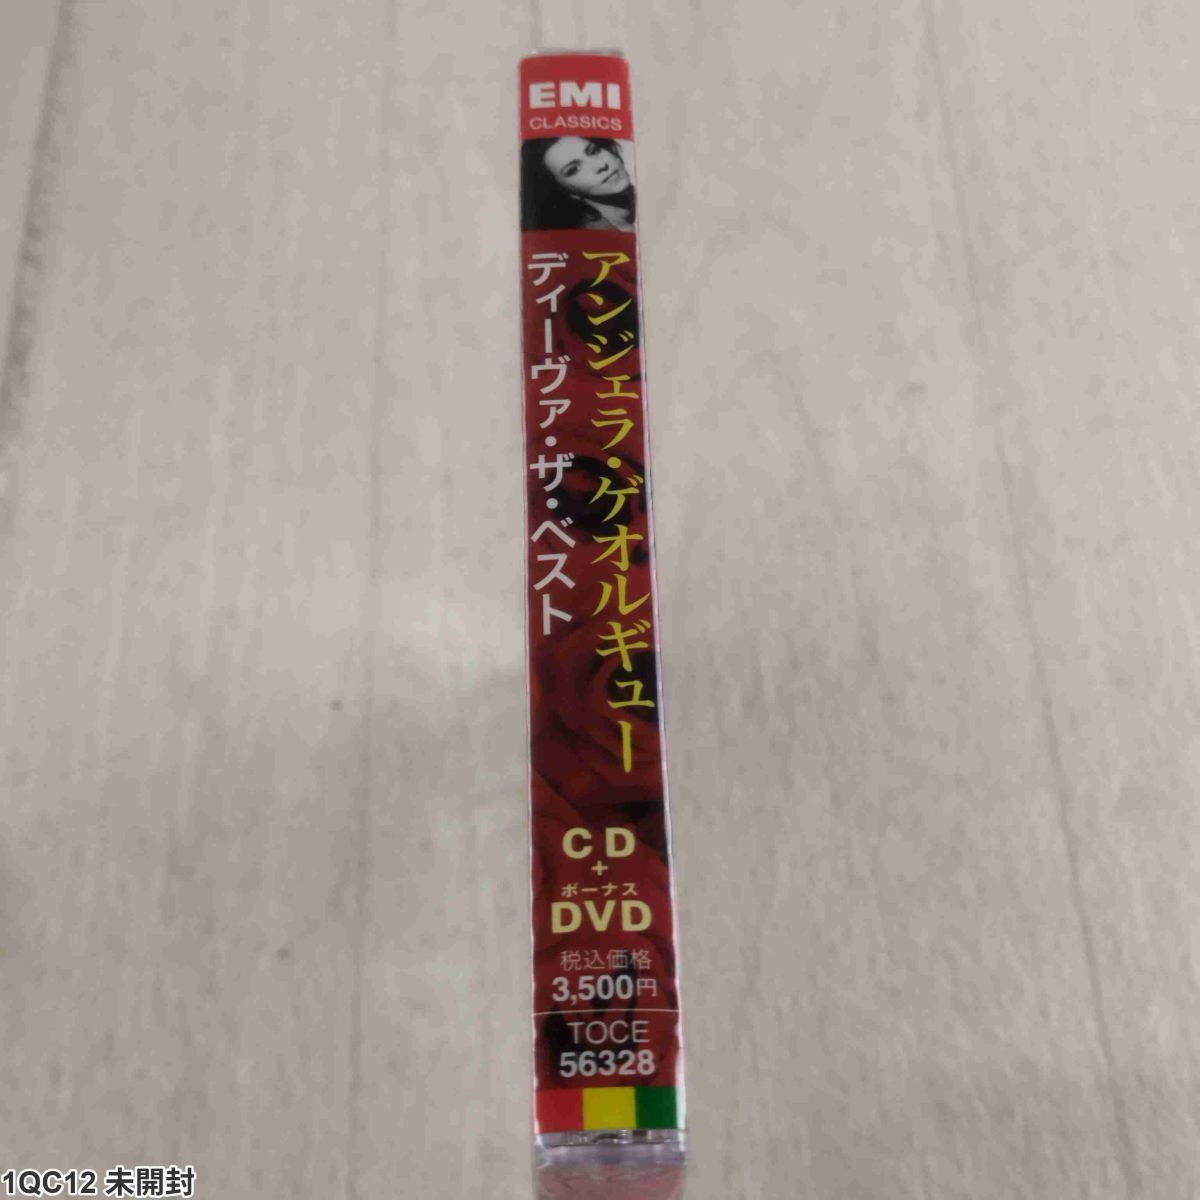 EMI
CLASSICS
アンジェラ・ゲオルギュー
ディーヴァ・ザ・ベスト
CD
+
ボーナス
DVD
税込価格
3,500円
TOCE
56328
1QC12 未開封